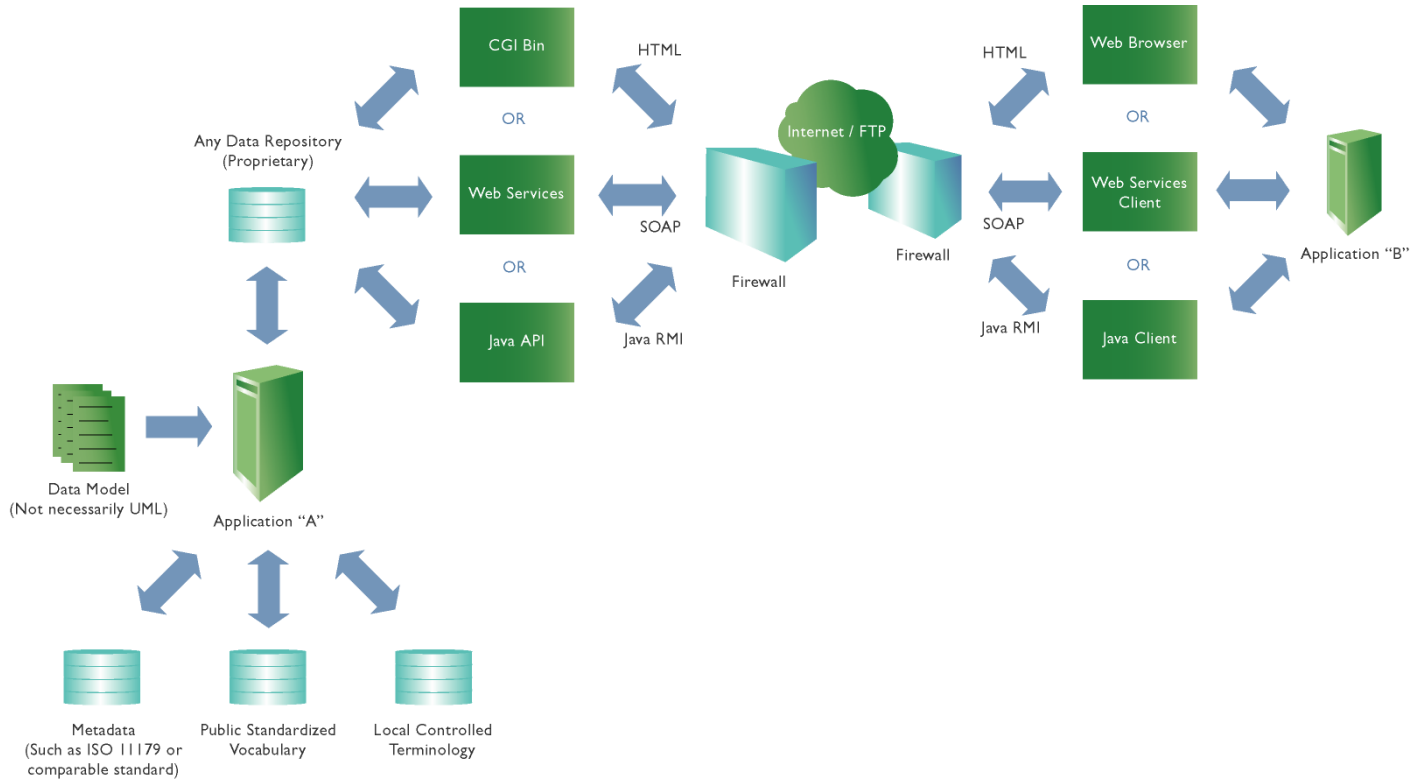 CGI Bin
HTML
HTML
Web Browser
OR
OR
Internet / FTP
Any Data Repository
(Proprietary)
Web Services
SOAP
SOAP
Web Services
Client
Firewall
Firewall
Application “B”
OR
OR
Java API
Java RMI
Java RMI
Java Client
Data Model
(Not necessarily UML)
Application “A”
Metadata
(Such as ISO 11179 or
comparable standard)
Public Standardized
Vocabulary
Local Controlled
Terminology